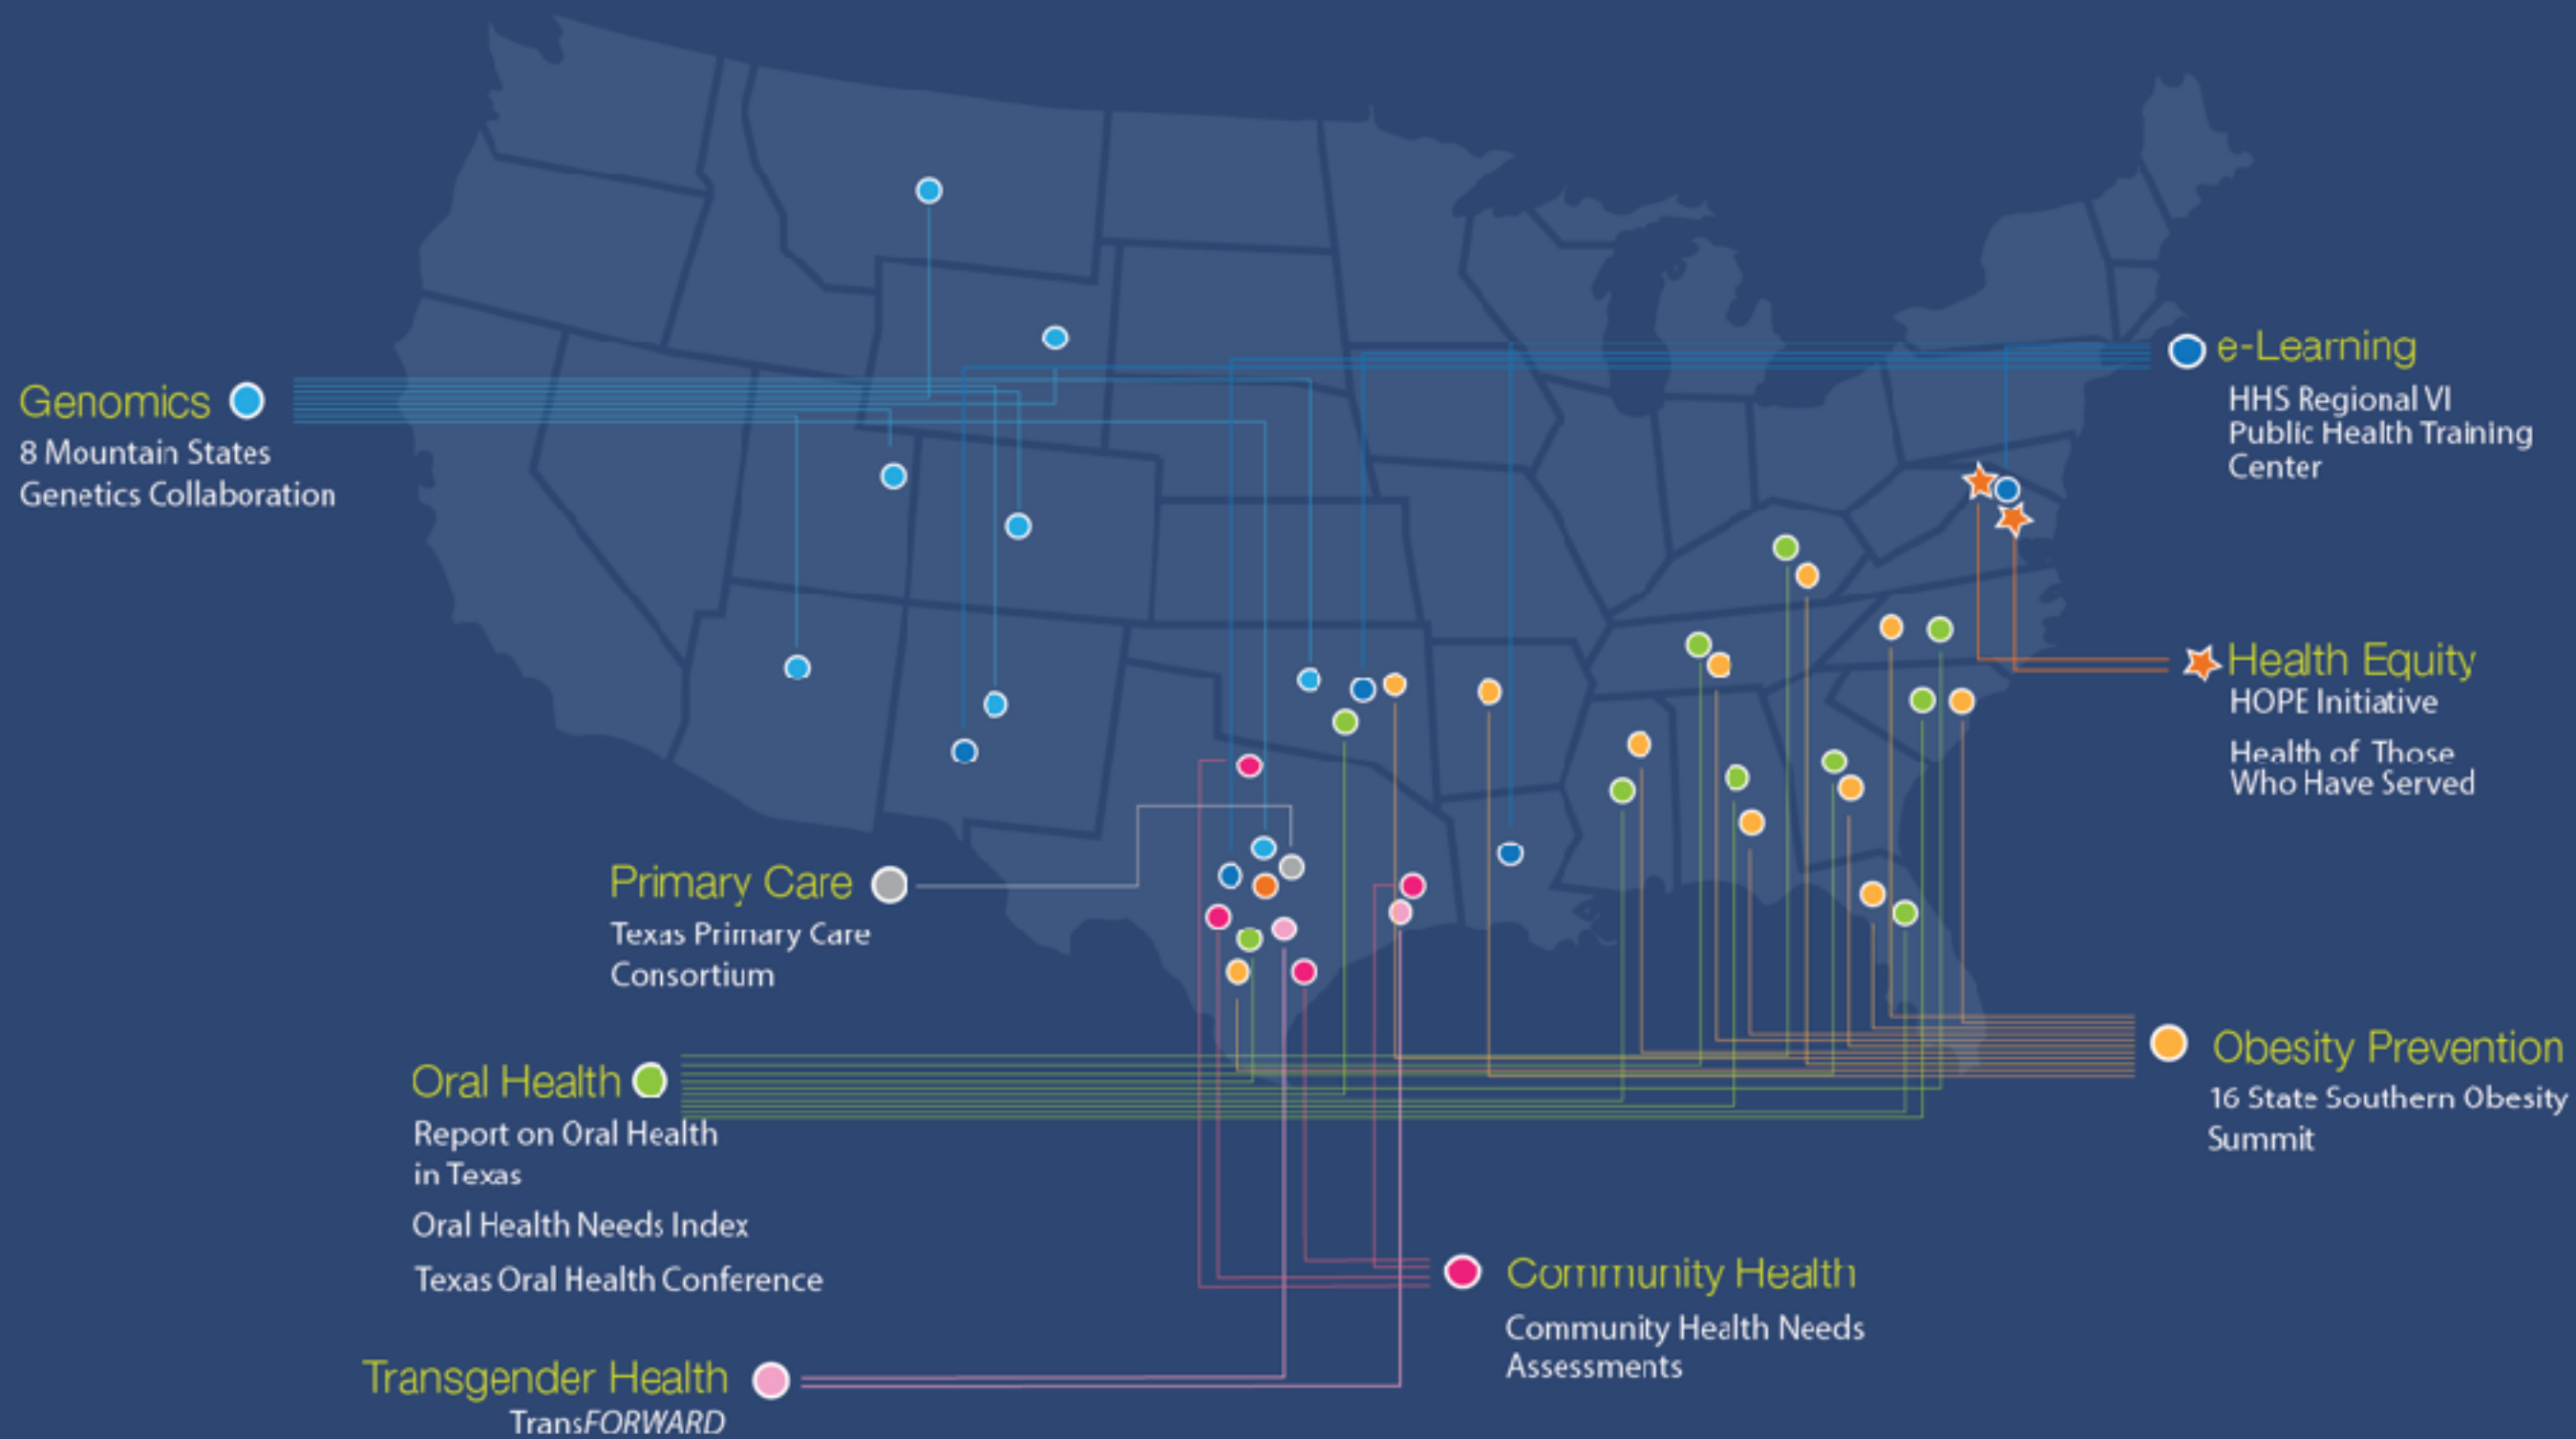 Genomics
8 Mountain States
Genetics Collaboration
e-Learning
HHS Regional VI
Public Health Training
Center
Health Equity
HOPE Initiative
Health of Those
Who Have Served
Primary Care
Texas Primary Care
Consortium
Oral Health
Report on Oral Health
in Texas
Oral Health Needs Index
Texas Oral Health Conference
Obesity Prevention
16 State Southern Obesity
Summit
Community Health
Community Health Needs
Assessments
Transgender Health
TransFORWARD